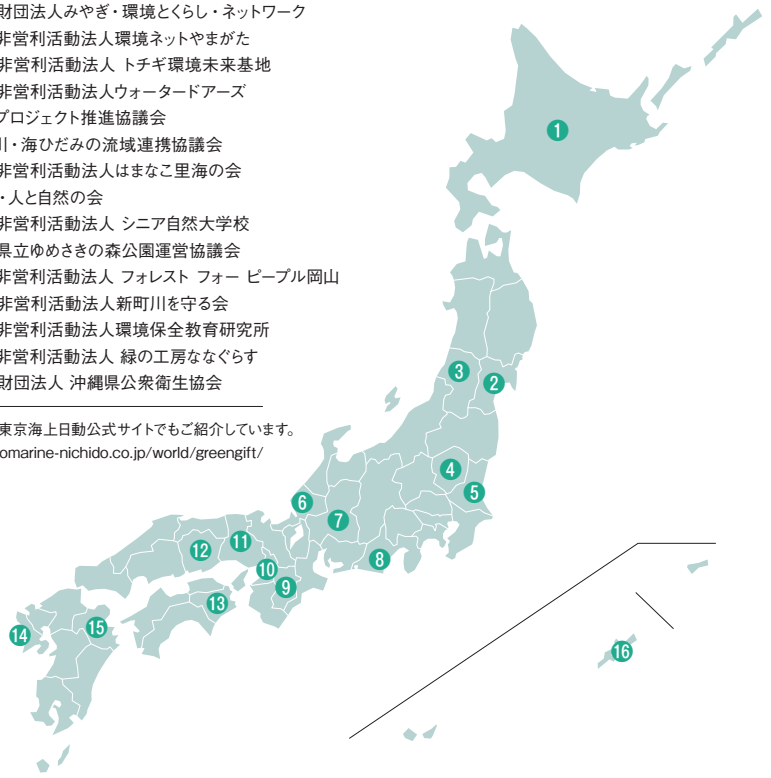 財団法人みやぎ・環境とくらし・ネットワーク
非営利活動法人環境ネットやまがた
非営利活動法人 トチギ環境未来基地
非営利活動法人ウォータードアーズ
プロジェクト推進協議会
川・海ひだみの流域連携協議会
非営利活動法人はまなこ里海の会
・人と自然の会
非営利活動法人 シニア自然大学校
県立ゆめさきの森公園運営協議会
非営利活動法人 フォレスト フォー ピープル岡山
非営利活動法人新町川を守る会
非営利活動法人環境保全教育研究所
非営利活動法人 緑の工房ななぐらす
財団法人 沖縄県公衆衛生協会
東京海上日動公式サイトでもご紹介しています。
omarine-nichido.co.jp/world/greengift/
1
3
2
4
5
6
7
11
12
8
10
9
13
15
14
16